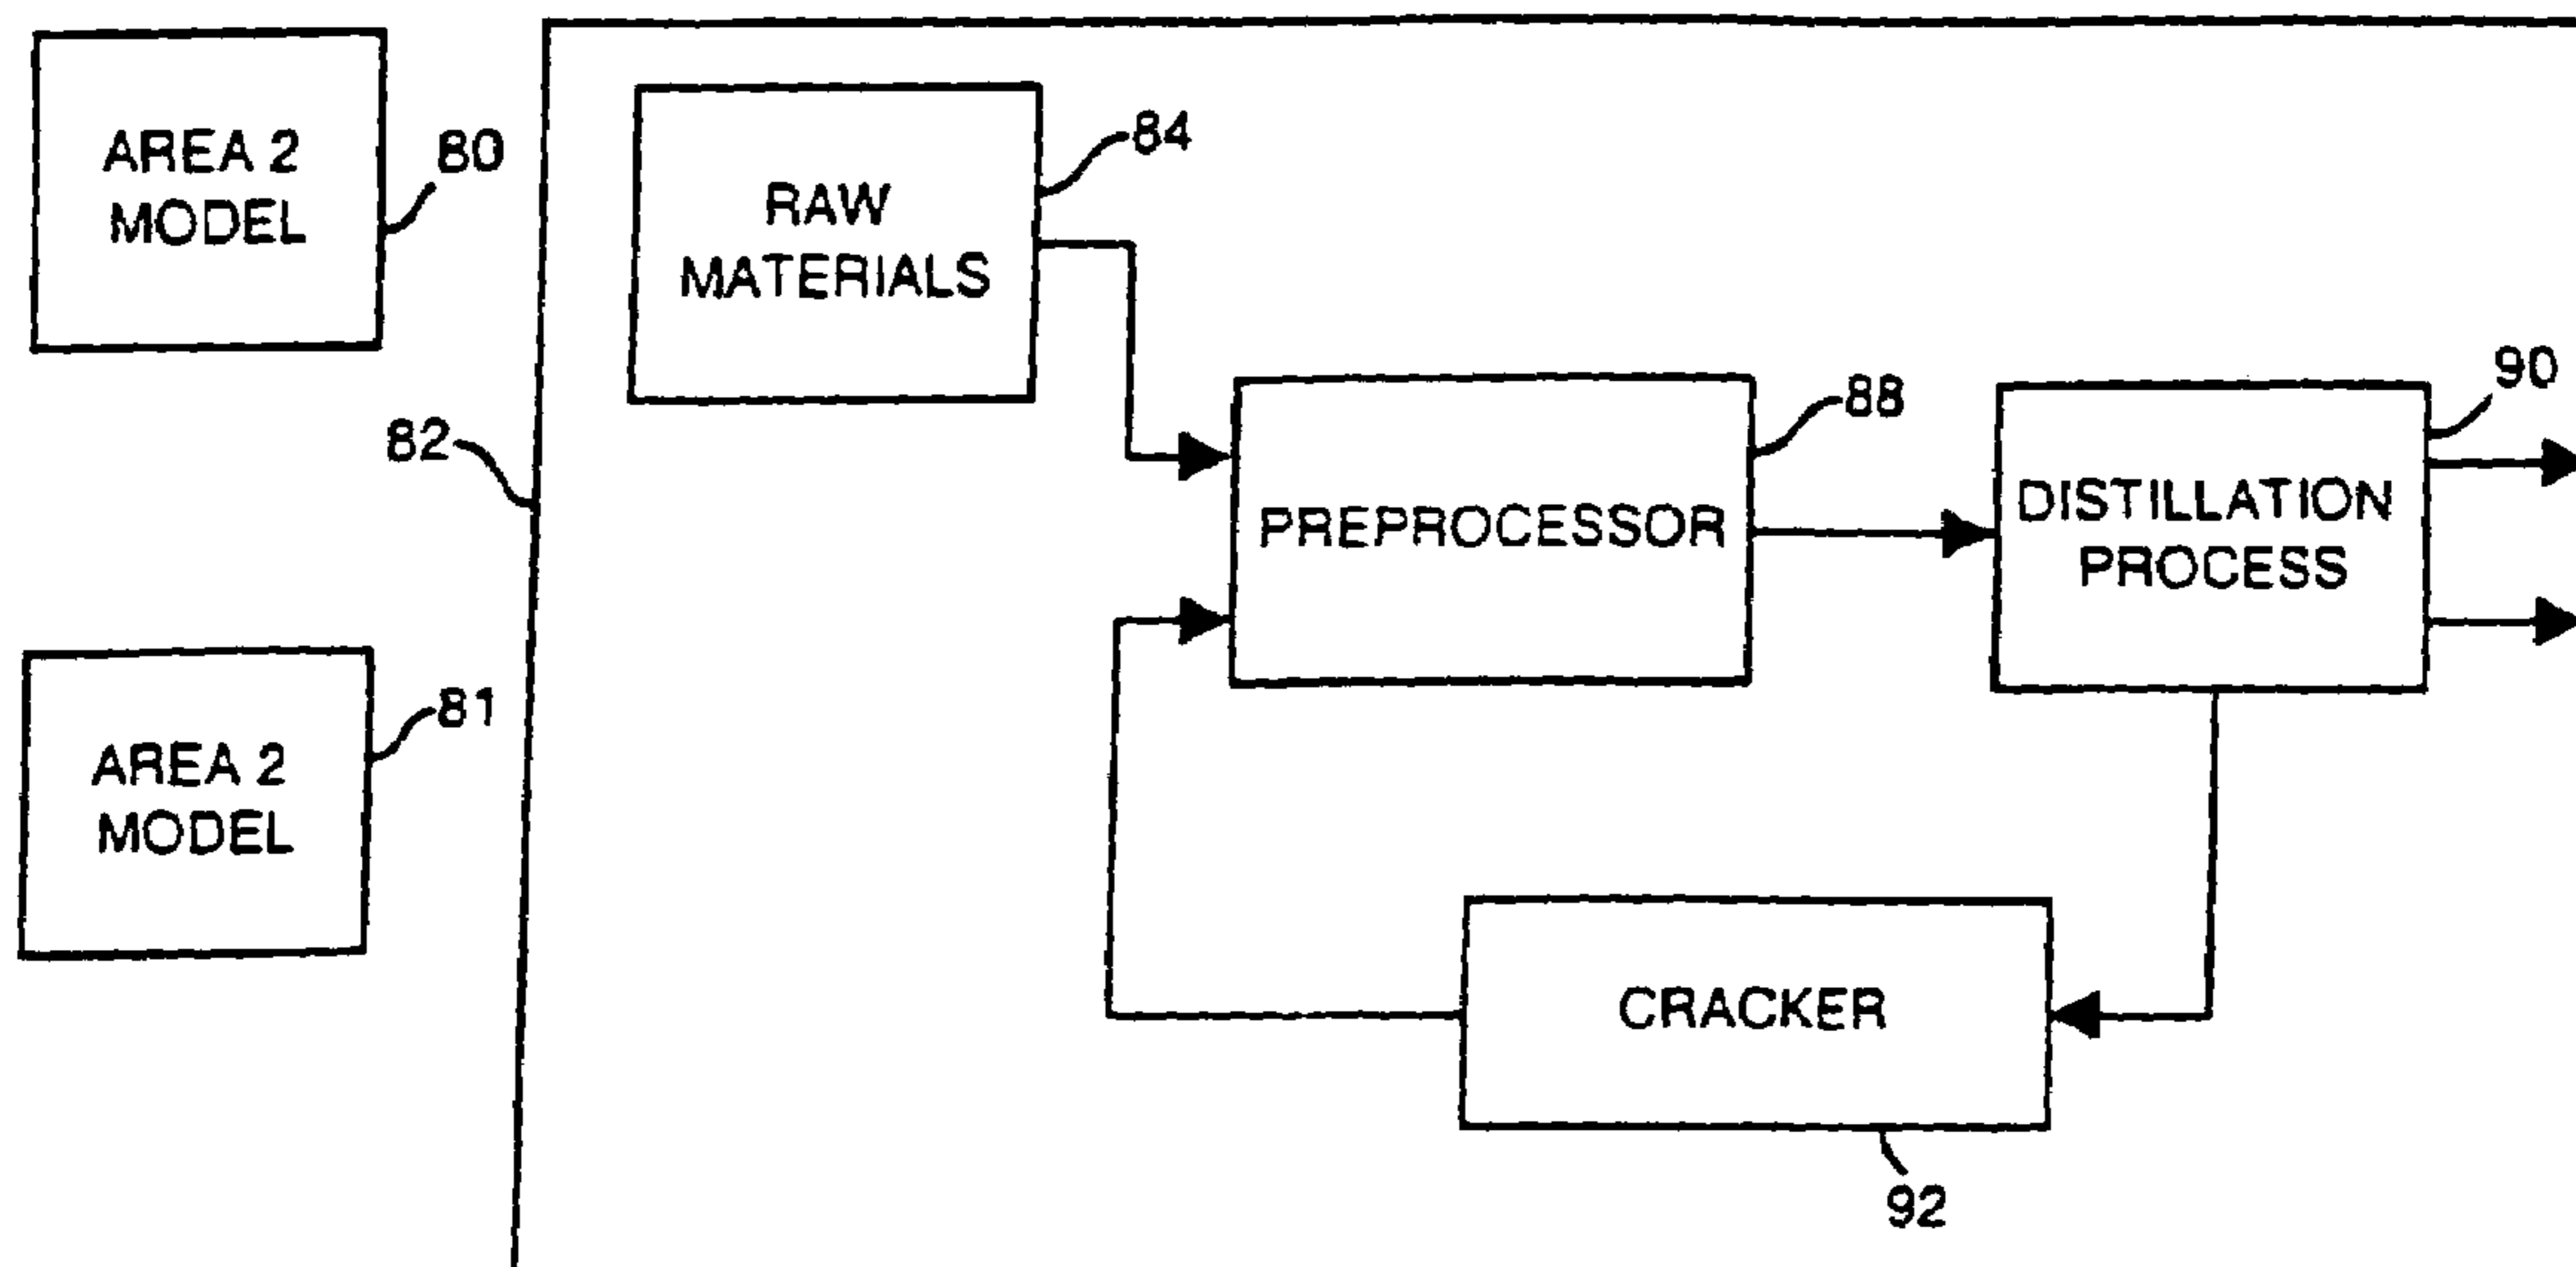 AREA 2
MODEL
80
RAW
MATERIALS
84
82
PREPROCESSOR
88
DISTILLATION
PROCESS
90
AREA 2
MODEL
81
CRACKER
92